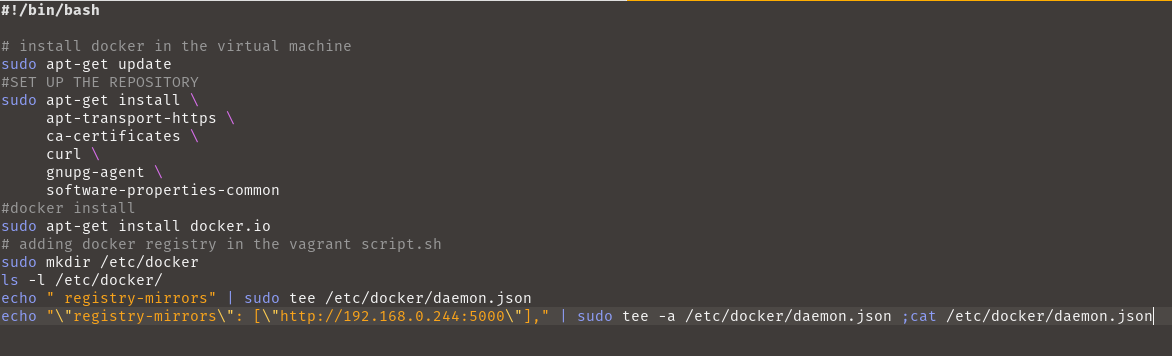 #!/bin/bash
# install docker in the virtual machine
sudo apt-get update
#SET UP THE REPOSITORY
sudo apt-get install \
apt-transport-https \
ca-certificates \
curl \
gnupg-agent \
software-properties-common
#docker install
sudo apt-get install docker.io
# adding docker registry in the vagrant script.sh
sudo mkdir /etc/docker
ls -l /etc/docker/
echo " registry-mirrors" | sudo tee /etc/docker/daemon.json
echo "\"registry-mirrors\": [\"http://192.168.0.244:5000\"]," | sudo tee -a /etc/docker/daemon.json ;cat /etc/docker/daemon.json